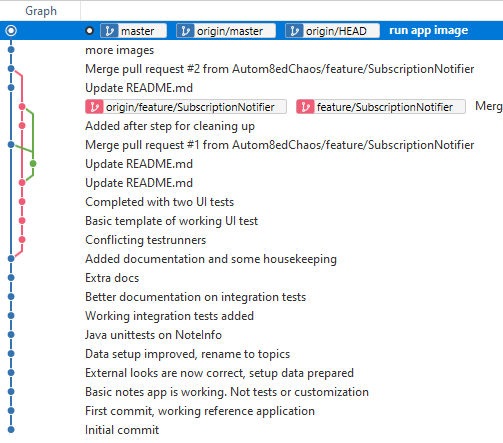 Graph
master origin/master origin/HEAD run app image
more images
Merge pull request #2 from Autom8edChaos/feature/SubscriptionNotifier
Update README.md
origin/feature/SubscriptionNotifier feature/SubscriptionNotifier Merg
Added after step for cleaning up
Merge pull request #1 from Autom8edChaos/feature/SubscriptionNotifier
Update README.md
Update README.md
Completed with two UI tests
Basic template of working UI test
Conflicting testrunners
Added documentation and some housekeeping
Extra docs
Better documentation on integration tests
Working integration tests added
Java unittests on NoteInfo
Data setup improved, rename to topics
External looks are now correct, setup data prepared
Basic notes app is working. Not tests or customization
First commit, working reference application
Initial commit